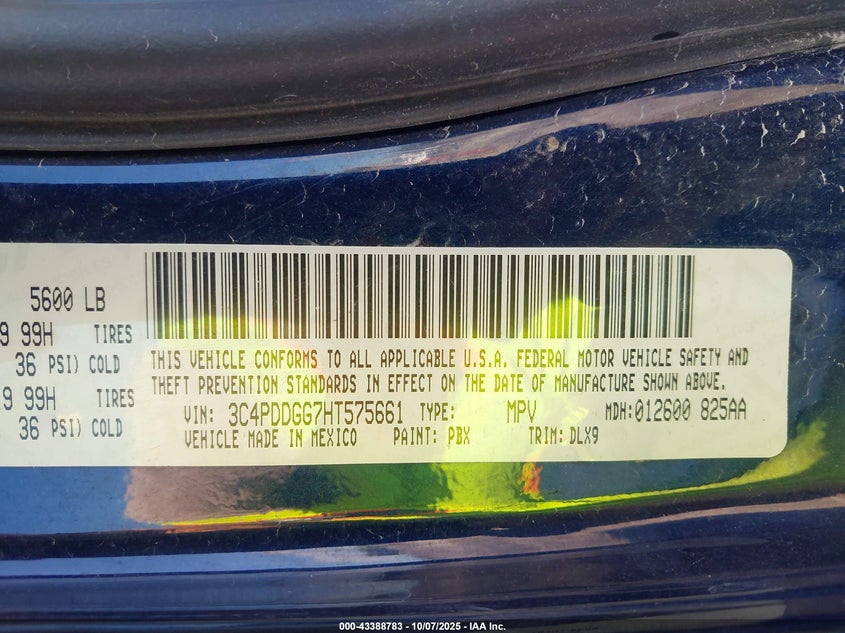 5600 LB
9 99H TIRES
36 PSI) COLD
19 99H TIRES
36 PSI) COLD
THIS VEHICLE CONFORMS TO ALL APPLICABLE U.S.A. FEDERAL MOTOR VEHICLE SAFETY AND
THEFT PREVENTION STANDARDS IN EFFECT ON THE DATE OF MANUFACTURE SHOWN ABOVE.
VIN: 3C4PDDGG7HT575661 TYPE: MPV MDH:012600 825AA
VEHICLE MADE IN MEXICO PAINT: PBX TRIM: DLX9
000-43388783 - 10/07/2025 - IAA Inc.